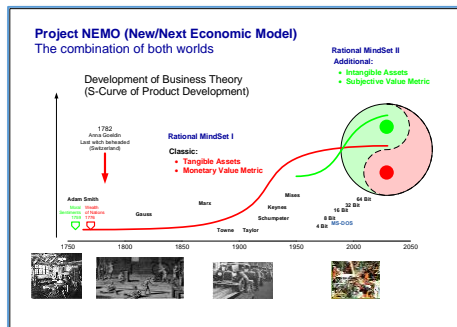 Project NEMO (New/Next Economic Model)
The combination of both worlds
Rational MindSet II
Additional:
• Intangible Assets
• Subjective Value Metric
Development of Business Theory
(S-Curve of Product Development)
1782
Anna Goeldin
Last witch beheaded
(Switzerland)
Rational MindSet I
Classic:
• Tangible Assets
• Monetary Value Metric
Adam Smith
Moral
Sentiments
1759
Wealth
of Nations
1776
Gauss
Marx
Mises
Keynes
Schumpeter
Towne
Taylor
64 Bit
32 Bit
16 Bit
8 Bit
4 Bit
MS-DOS
1750
1800
1850
1900
1950
2000
2050